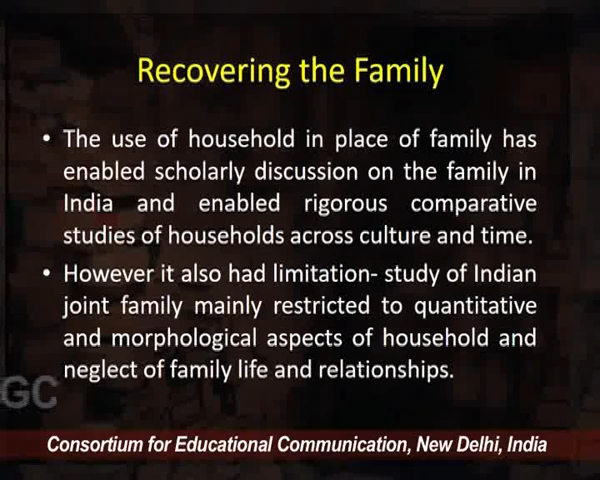 Recovering the Family
• The use of household in place of family has
enabled scholarly discussion on the family in
India and enabled rigorous comparative
studies of households across culture and time.
• However it also had limitation- study of Indian
joint family mainly restricted to quantitative
and morphological aspects of household and
neglect of family life and relationships.
GC
Consortium for Educational Communication, New Delhi, India